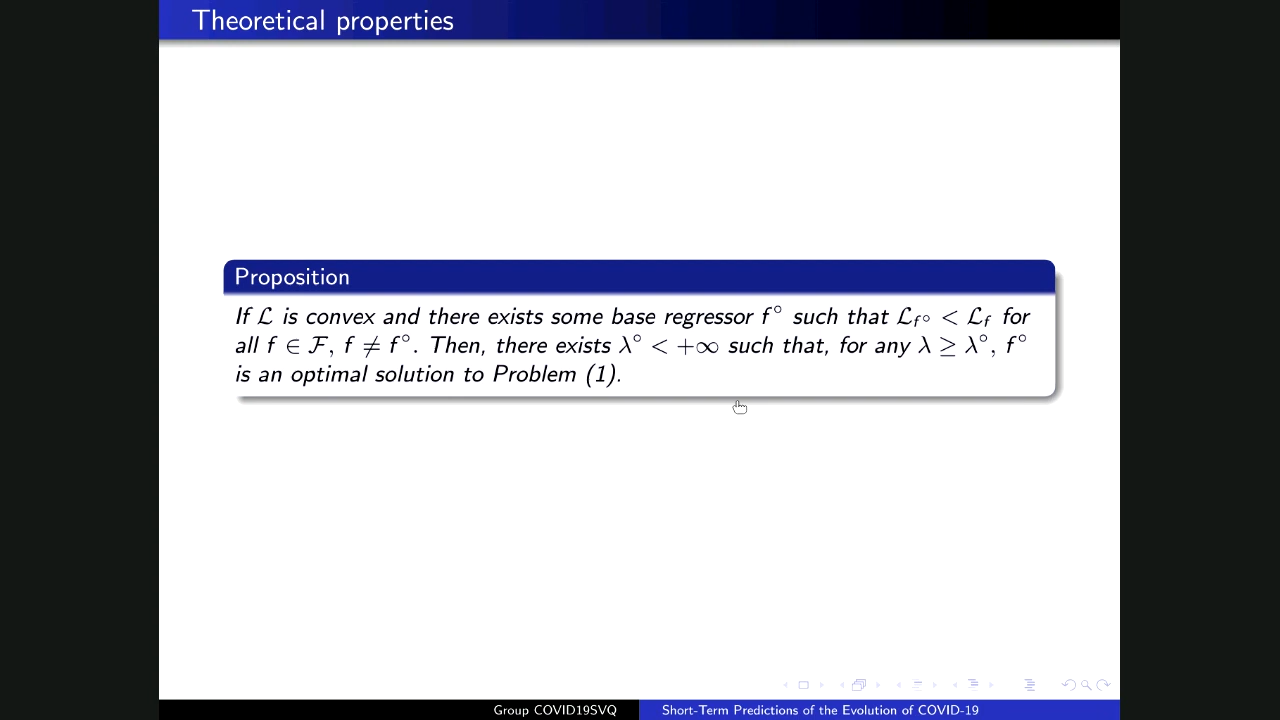 Theoretical properties
Proposition
If ℒ is convex and there exists some base regressor f° such that ℒ_f° < ℒ_f for
all f ∈ ℱ, f ≠ f°. Then, there exists λ° < +∞ such that, for any λ ≥ λ°, f°
is an optimal solution to Problem (1).
Group COVID19SVQ
Short-Term Predictions of the Evolution of COVID-19